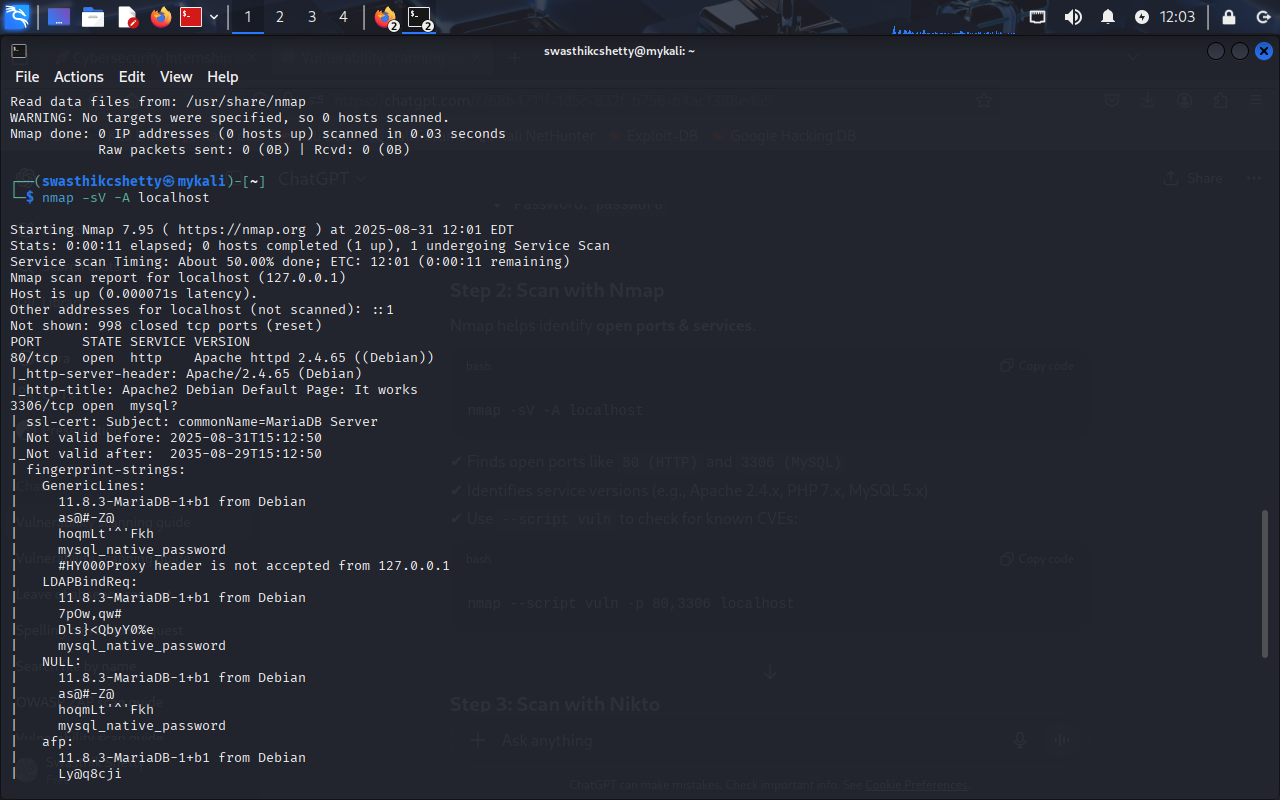 1 2 3 4 2 2 12:03
swasthikcshetty@mykali: ~
File Actions Edit View Help
Read data files from: /usr/share/nmap
WARNING: No targets were specified, so 0 hosts scanned.
Nmap done: 0 IP addresses (0 hosts up) scanned in 0.03 seconds
Raw packets sent: 0 (0B) | Rcvd: 0 (0B)
┌──(swasthikcshetty㉿mykali)-[~]
└─$ nmap -sV -A localhost
Starting Nmap 7.95 ( https://nmap.org ) at 2025-08-31 12:01 EDT
Stats: 0:00:11 elapsed; 0 hosts completed (1 up), 1 undergoing Service Scan
Service scan Timing: About 50.00% done; ETC: 12:01 (0:00:11 remaining)
Nmap scan report for localhost (127.0.0.1)
Host is up (0.000071s latency).
Other addresses for localhost (not scanned): ::1
Not shown: 998 closed tcp ports (reset)
PORT     STATE SERVICE VERSION
80/tcp   open  http    Apache httpd 2.4.65 ((Debian))
|_http-server-header: Apache/2.4.65 (Debian)
|_http-title: Apache2 Debian Default Page: It works
3306/tcp open  mysql?
| ssl-cert: Subject: commonName=MariaDB Server
| Not valid before: 2025-08-31T15:12:50
|_Not valid after:  2035-08-29T15:12:50
| fingerprint-strings:
|   GenericLines:
|     11.8.3-MariaDB-1+b1 from Debian
|     as@#-Z@
|     hoqmLt'^'Fkh
|     mysql_native_password
|     #HY000Proxy header is not accepted from 127.0.0.1
|   LDAPBindReq:
|     11.8.3-MariaDB-1+b1 from Debian
|     7pOw,qw#
|     Dls}<QbyY0%e
|     mysql_native_password
|   NULL:
|     11.8.3-MariaDB-1+b1 from Debian
|     as@#-Z@
|     hoqmLt'^'Fkh
|     mysql_native_password
|   afp:
|     11.8.3-MariaDB-1+b1 from Debian
|     Ly@q8cji
Kali NetHunter Exploit-DB Google Hacking DB
ChatGPT
Share
Password: password
Step 2: Scan with Nmap
Nmap helps identify open ports & services.
bash
Copy code
nmap -sV -A localhost
✔ Finds open ports like 80 (HTTP) and 3306 (MySQL)
✔ Identifies service versions (e.g., Apache 2.4.x, PHP 7.x, MySQL 5.x)
✔ Use --script vuln to check for known CVEs:
bash
Copy code
nmap --script vuln -p 80,3306 localhost
Step 3: Scan with Nikto
Ask anything
ChatGPT can make mistakes. Check important info. See Cookie Preferences.